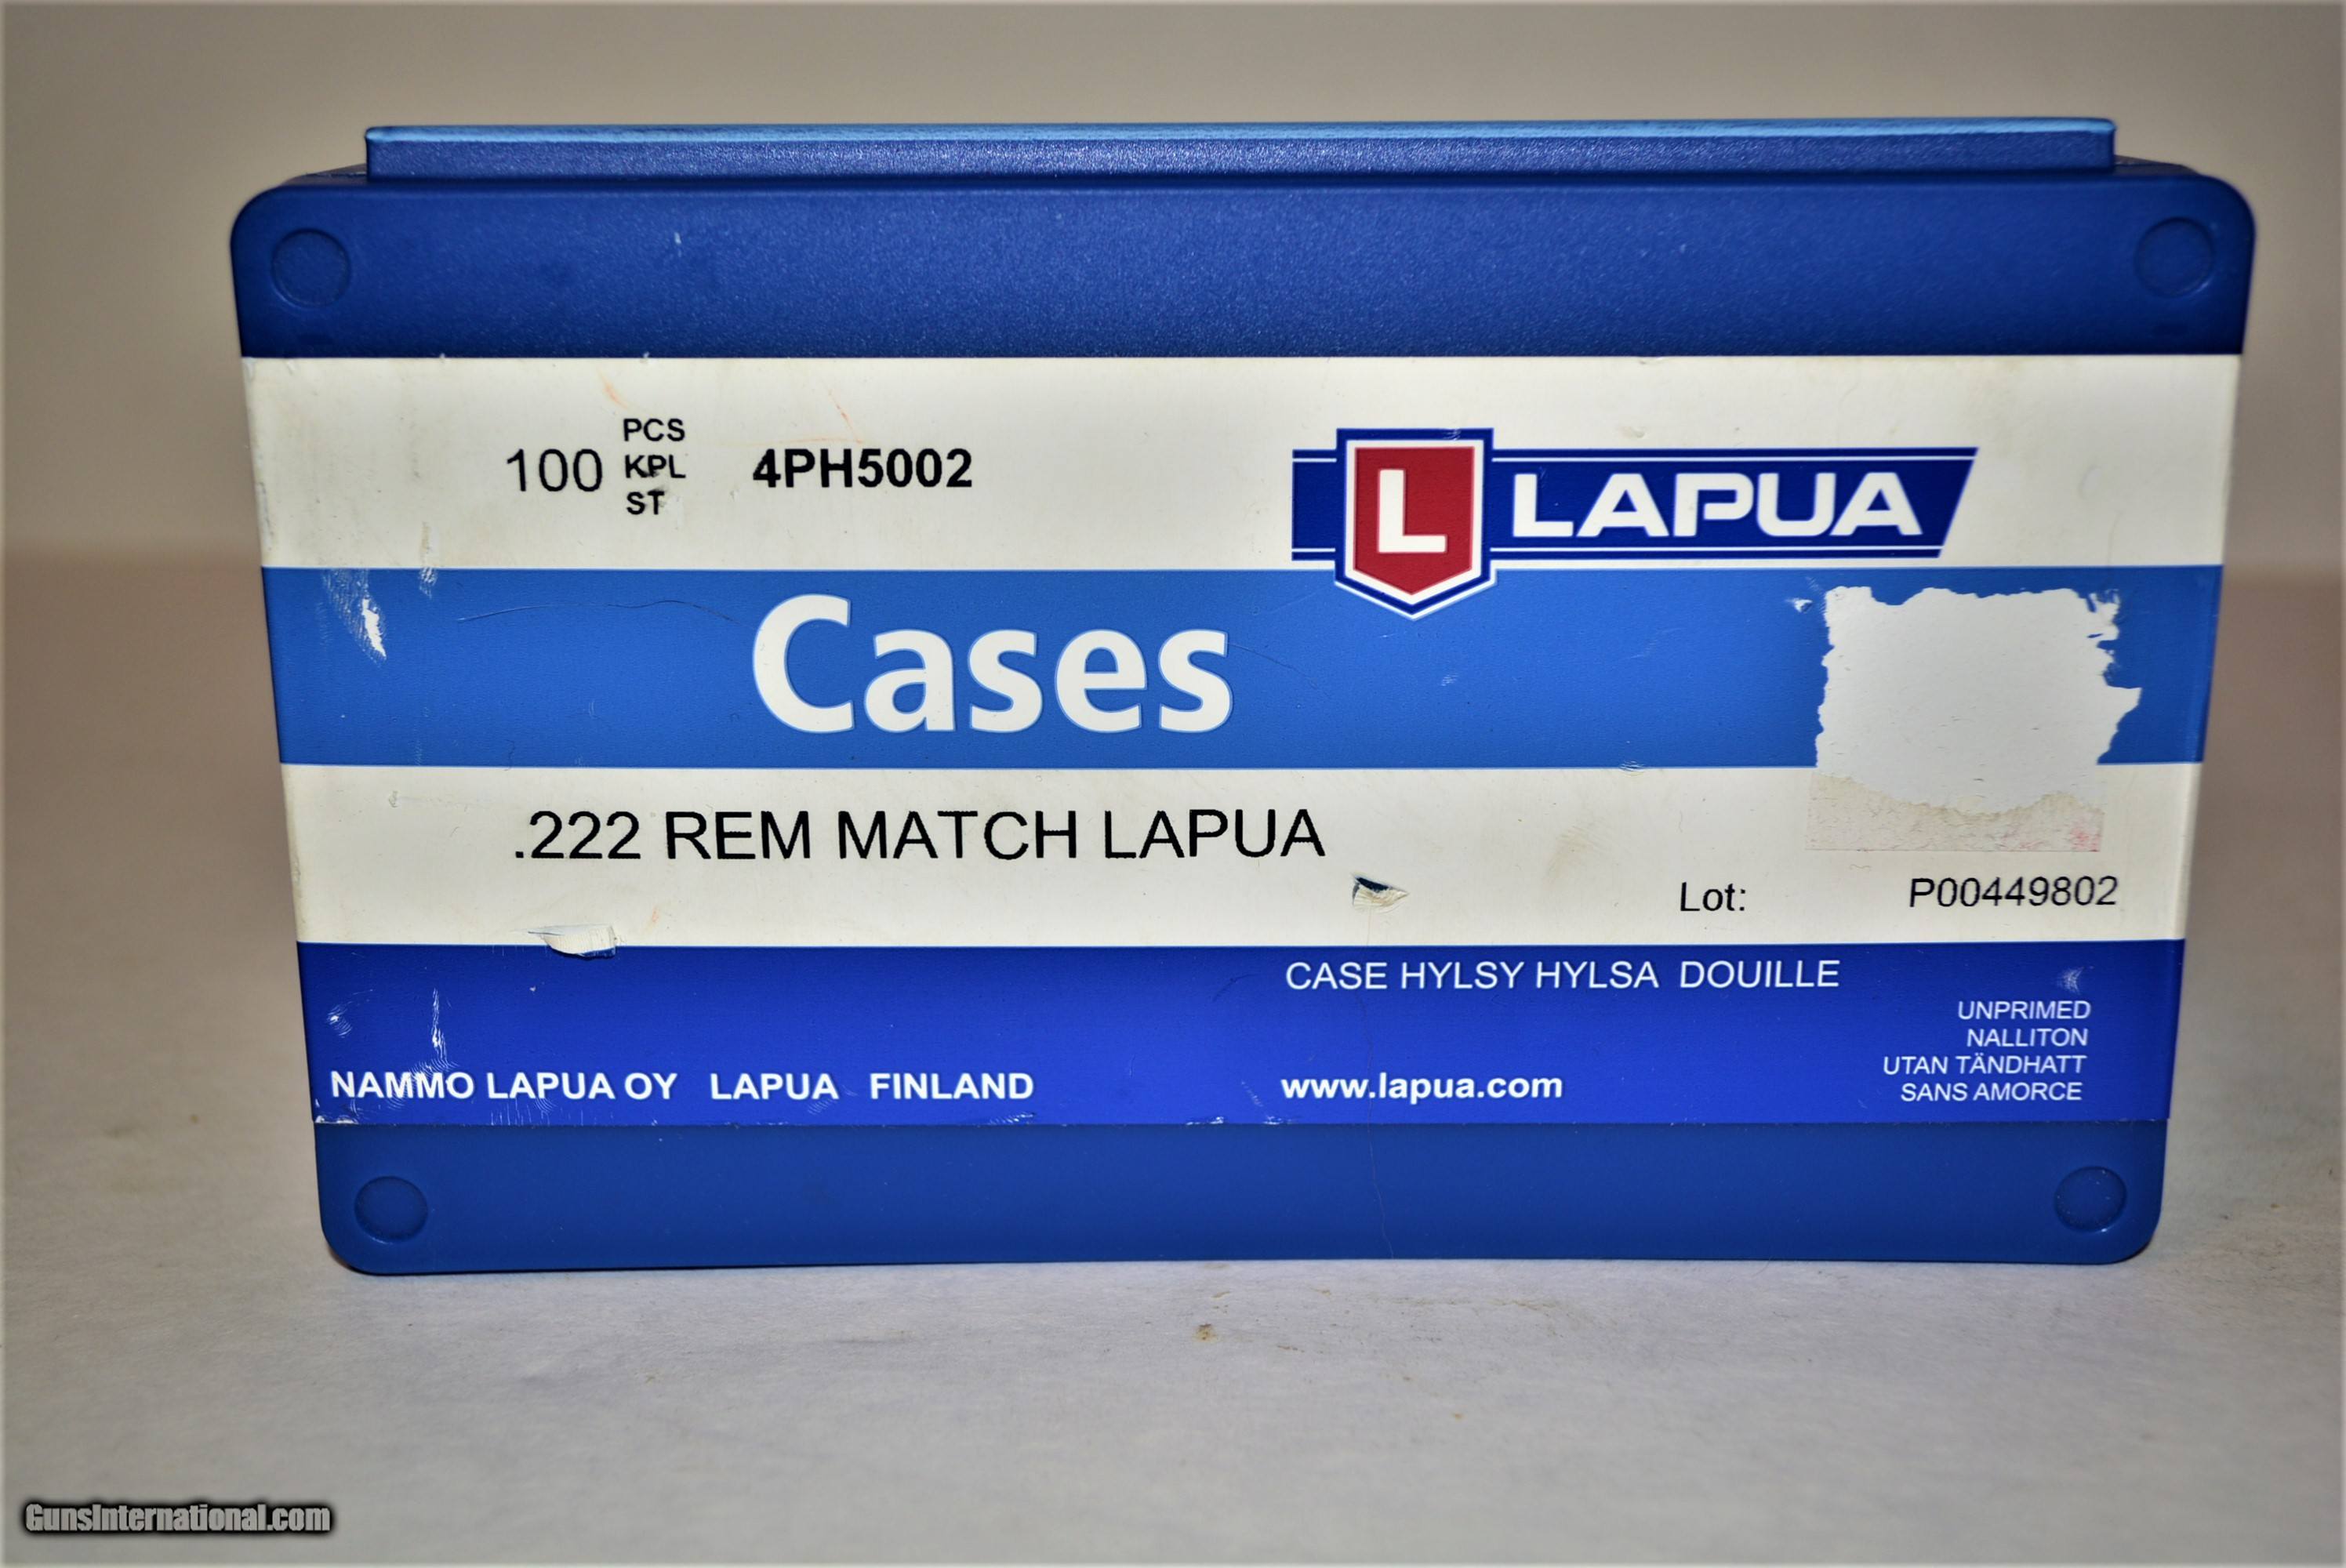 100 PCS KPL ST 4PH5002
L LAPUA
Cases
.222 REM MATCH LAPUA
Lot: P00449802
CASE HYLSY HYLSA DOUILLE
UNPRIMED
NALLITON
UTAN TÄNDHATT
SANS AMORCE
NAMMO LAPUA OY LAPUA FINLAND
www.lapua.com
GunsInternational.com